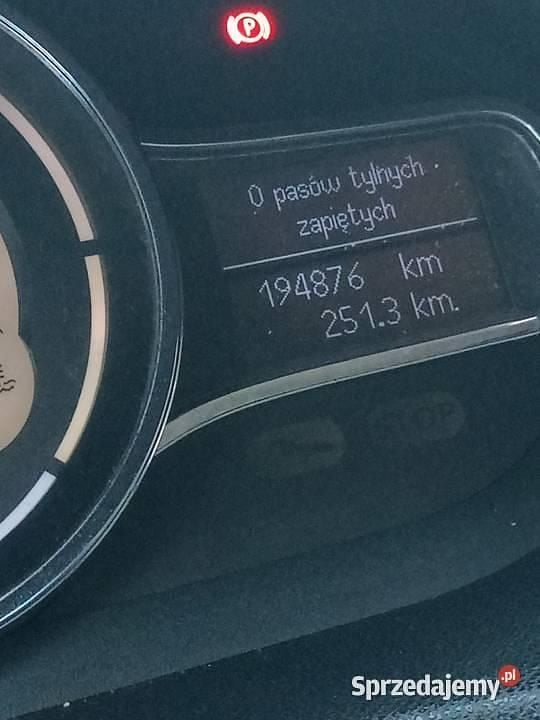 P
0 pasów tylnych
zapiętych
194876 km
251.3 km.
STOP
Sprzedajemy.pl